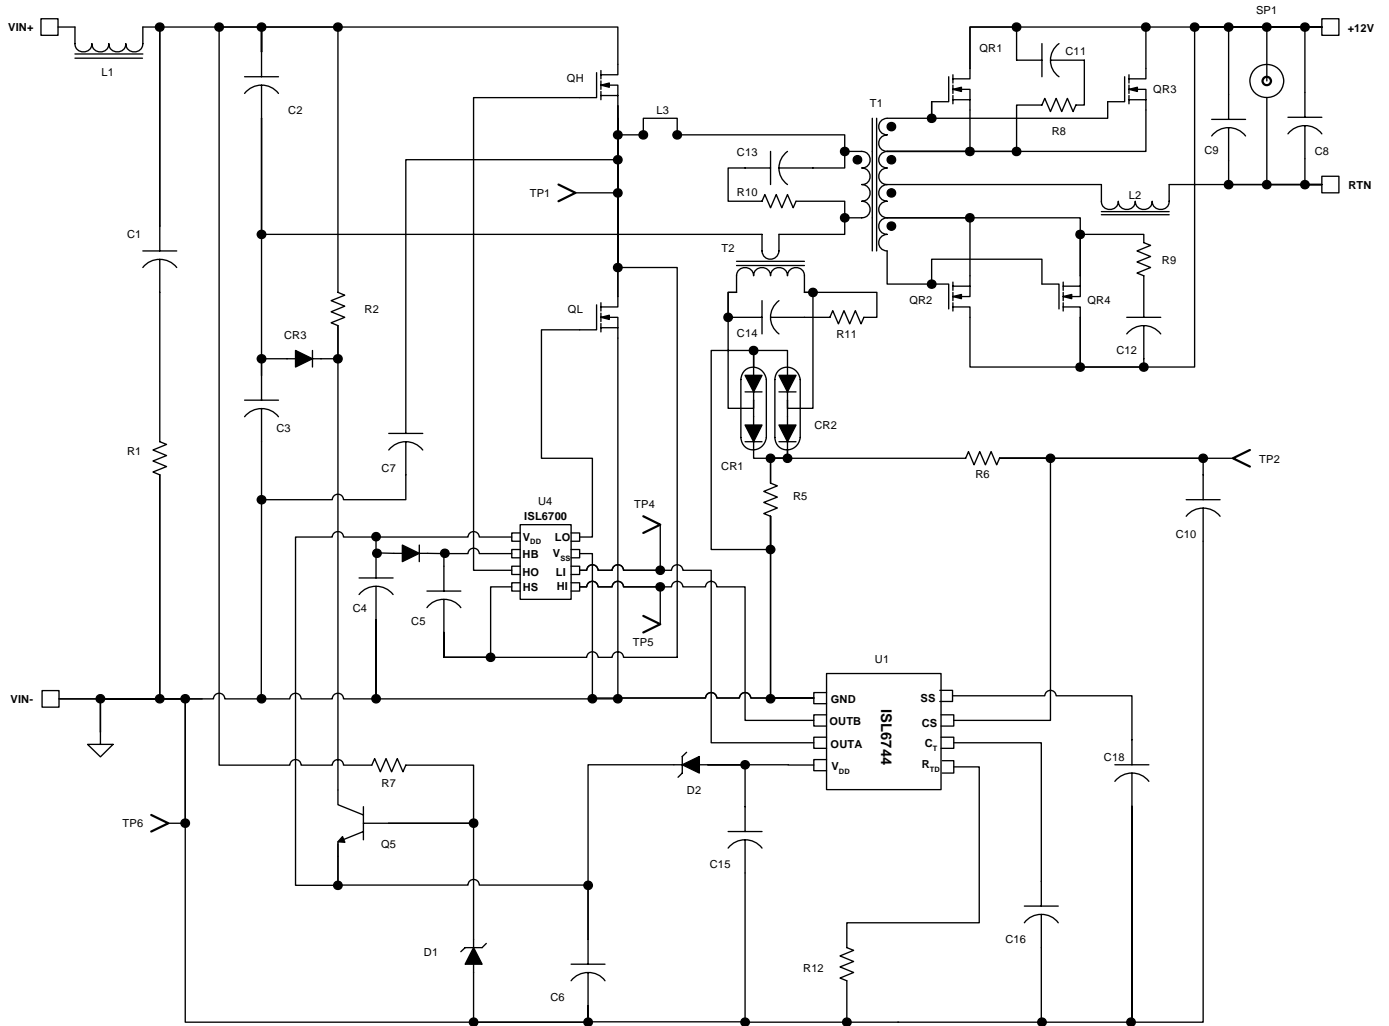 SP1
VIN+
+12V
L1
QR1
C11
QH
QR3
C2
L3
T1
R8
C13
C9
C8
R10
TP1
RTN
L2
C1
T2
R9
R2
QL
QR2
QR4
CR3
C14
R11
C12
C3
CR2
R1
C7
CR1
R6
TP2
U4
ISL6700
TP4
R5
C10
VDD LO
HB VSS
HO LI
HS HI
C4
C5
TP5
U1
VIN-
GND SS
OUTB CS
OUTA CT
VDD RTD
ISL6744
C18
R7
D2
TP6
Q5
C15
D1
C16
R12
C6